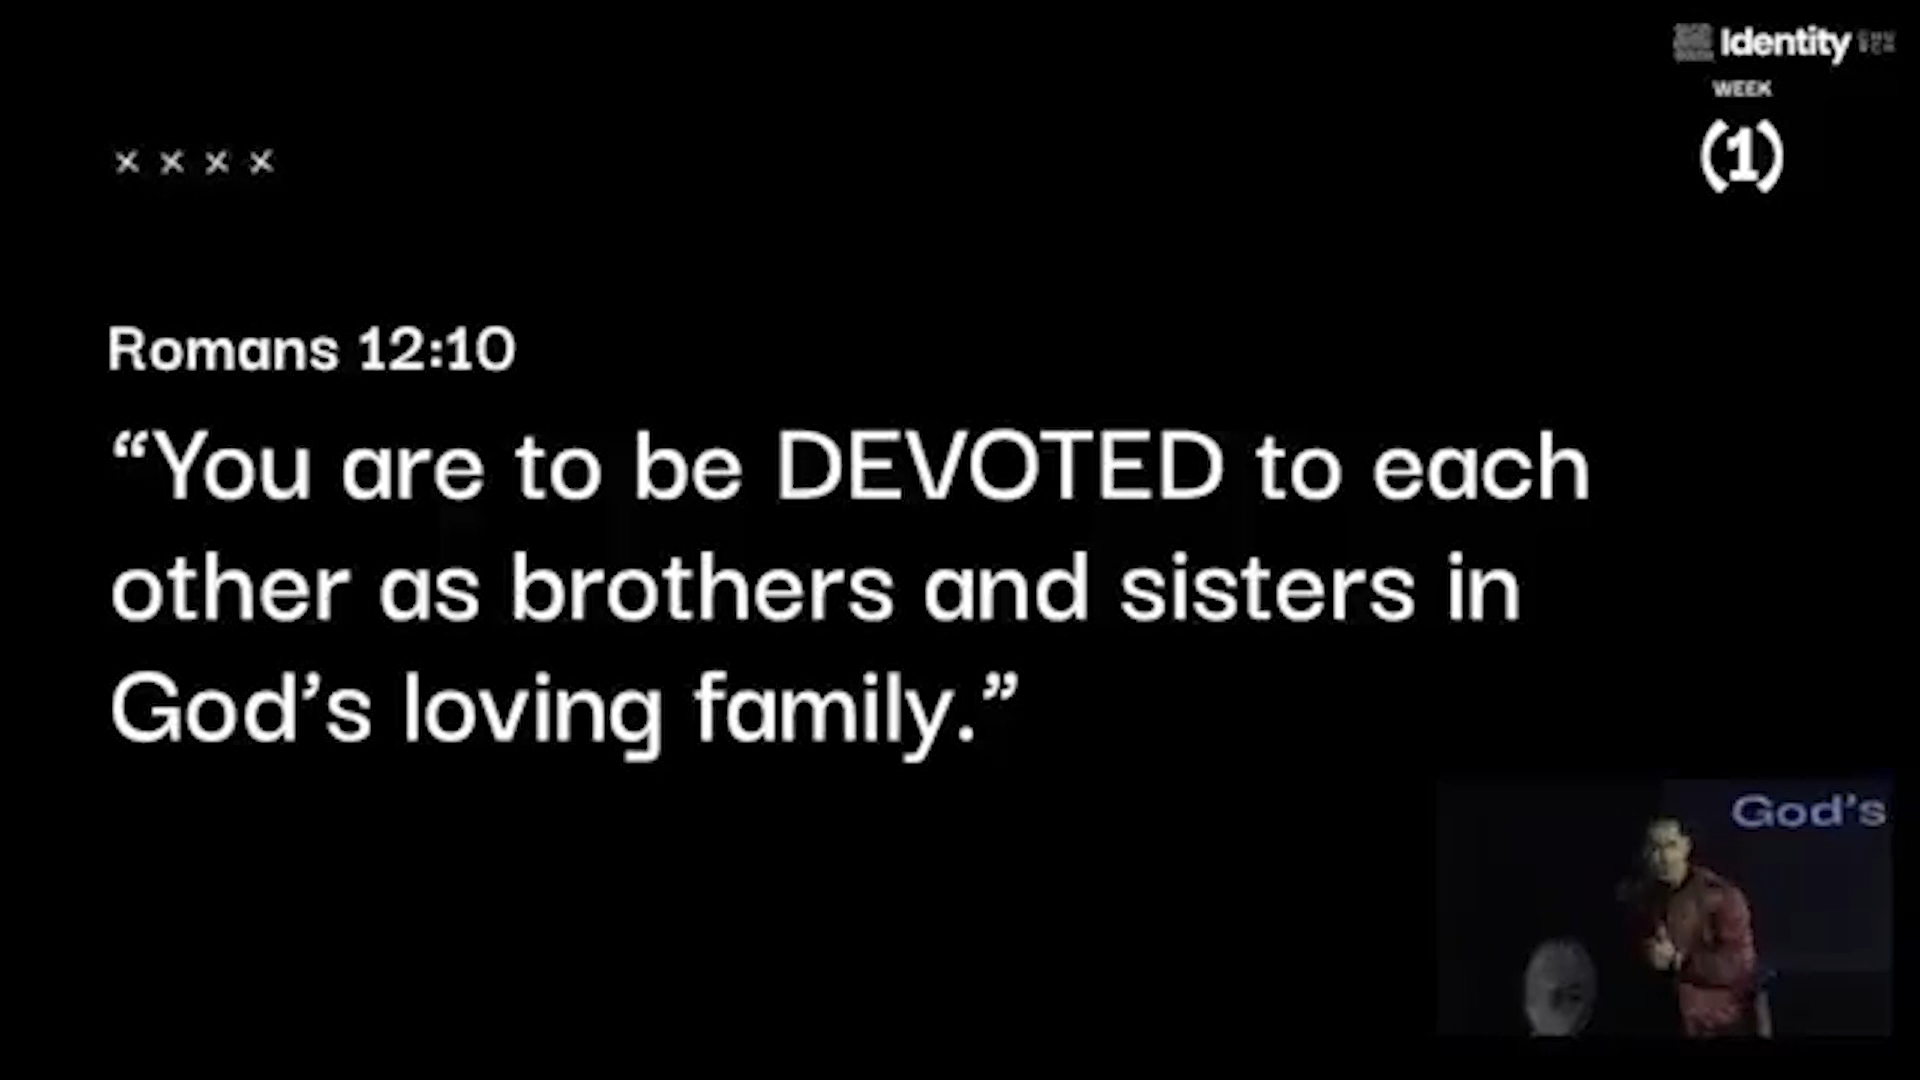 Identity
WEEK
(1)
× × × ×
Romans 12:10
“You are to be DEVOTED to each
other as brothers and sisters in
God’s loving family.”
God’s